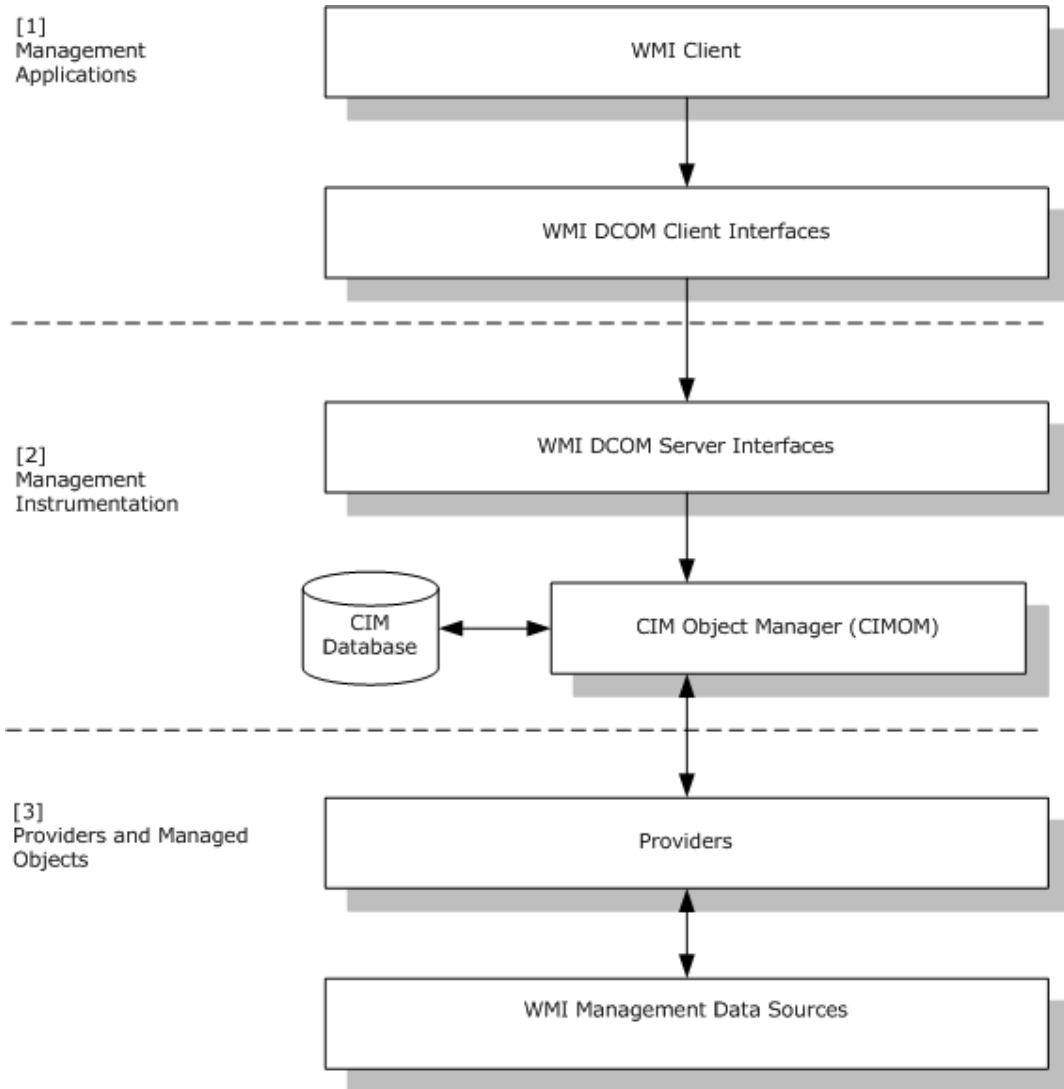 [1]
Management
Applications
WMI Client
WMI DCOM Client Interfaces
WMI DCOM Server Interfaces
[2]
Management
Instrumentation
CIM
Database
CIM Object Manager (CIMOM)
[3]
Providers and Managed
Objects
Providers
WMI Management Data Sources